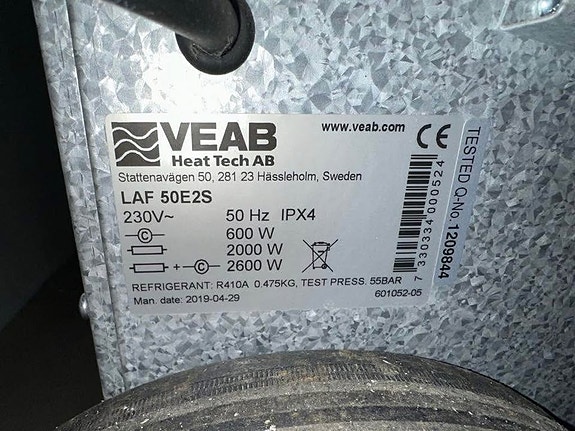 VEAB
Heat Tech AB
www.veab.com
CE
Stattenavägen 50, 281 23 Hässleholm, Sweden
LAF 50E2S
230V~ 50 Hz IPX4
C 600 W
2000 W
+ C 2600 W
REFRIGERANT: R410A 0.475KG, TEST PRESS. 55BAR
Man. date: 2019-04-29
601052-05
7 330334 000524
TESTED Q-No. 1209844